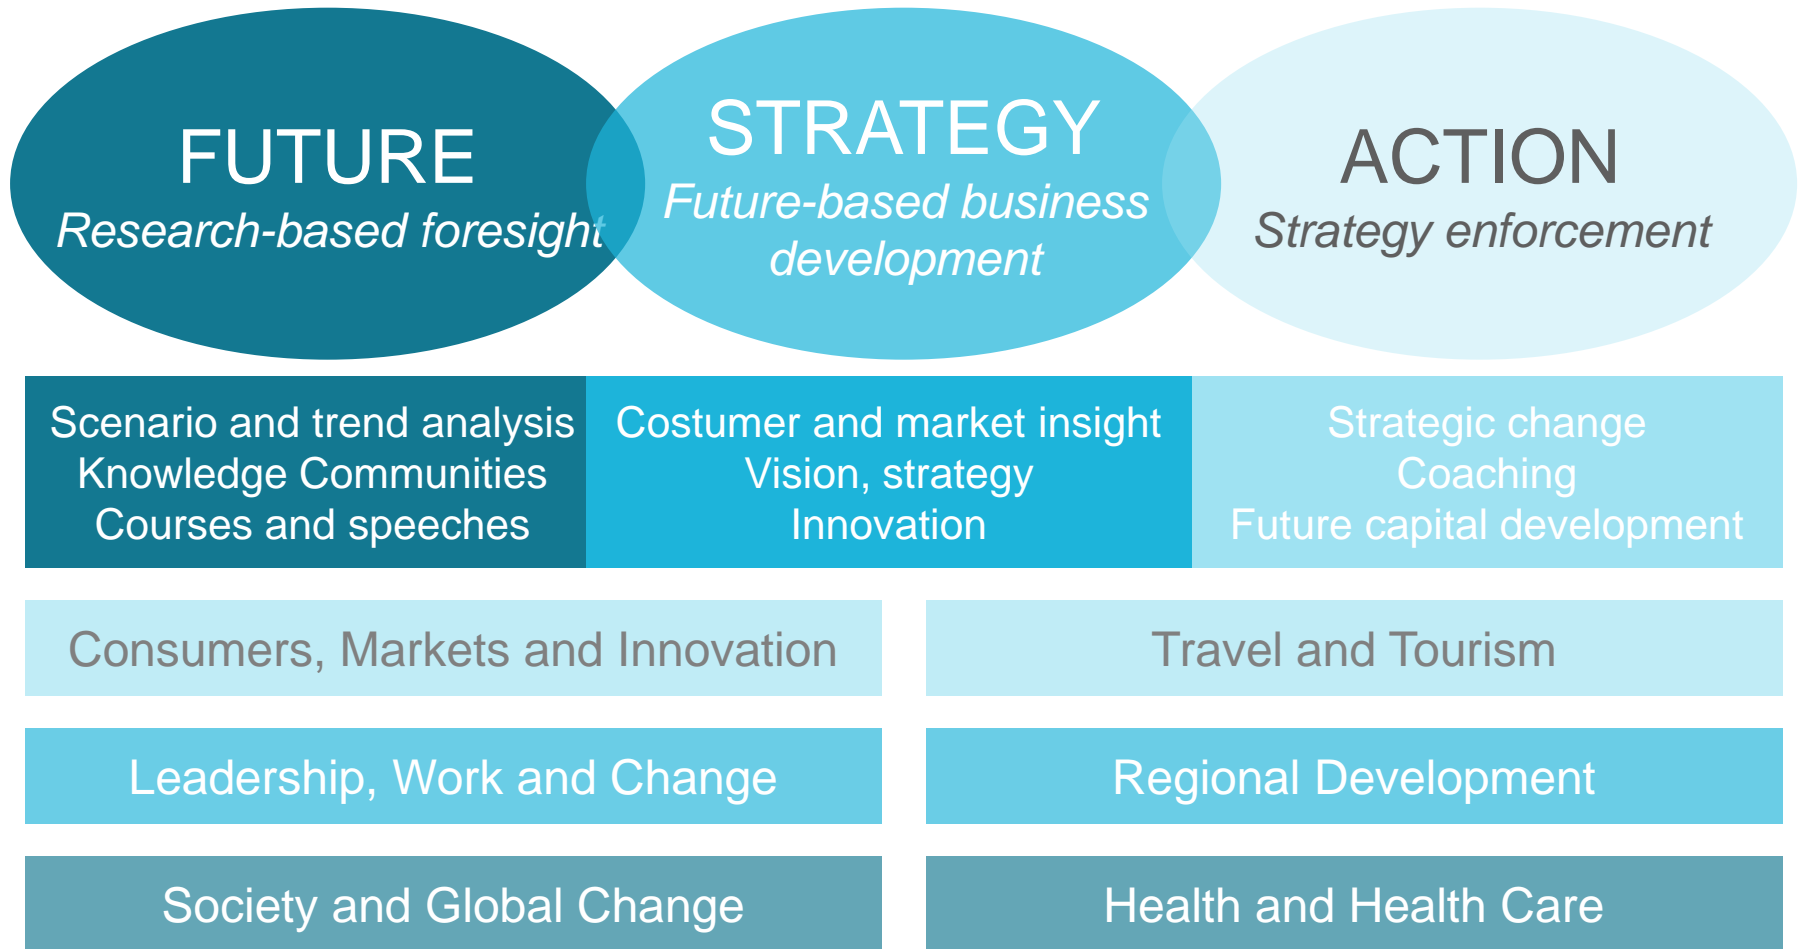 FUTURE
Research-based foresight
STRATEGY
Future-based business
development
ACTION
Strategy enforcement
Scenario and trend analysis
Knowledge Communities
Courses and speeches
Costumer and market insight
Vision, strategy
Innovation
Strategic change
Coaching
Future capital development
Consumers, Markets and Innovation
Travel and Tourism
Leadership, Work and Change
Regional Development
Society and Global Change
Health and Health Care